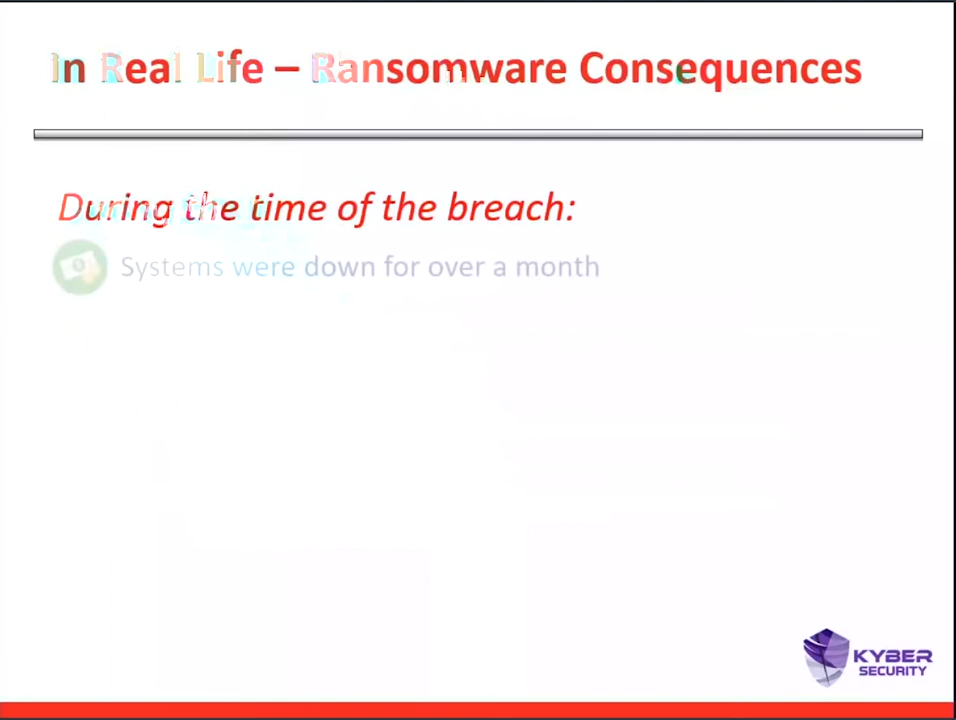 In Real Life – Ransomware Consequences
During the time of the breach:
Systems were down for over a month
KYBER
SECURITY